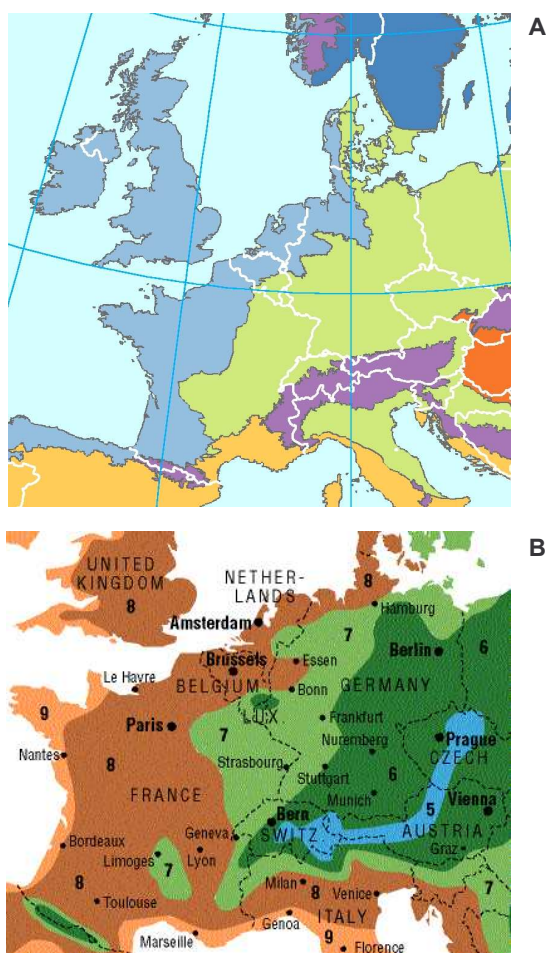 A
B
UNITED
KINGDOM
8
NETHER-
LANDS
8
Hamburg
Amsterdam
7
6
Berlin
Brussels
Essen
BELGIUM
Bonn
GERMANY
Le Havre
LUX
9
Paris
7
Frankfurt
Prague
Nuremberg
CZECH
Nantes
8
Strasbourg
Stuttgart
6
Munich
5
Vienna
FRANCE
Bern
SWITZ
AUSTRIA
Geneva
Graz
Bordeaux
Limoges
7
Lyon
8
Toulouse
Milan
8
Venice
7
Genoa
ITALY
Marseille
9
Florence